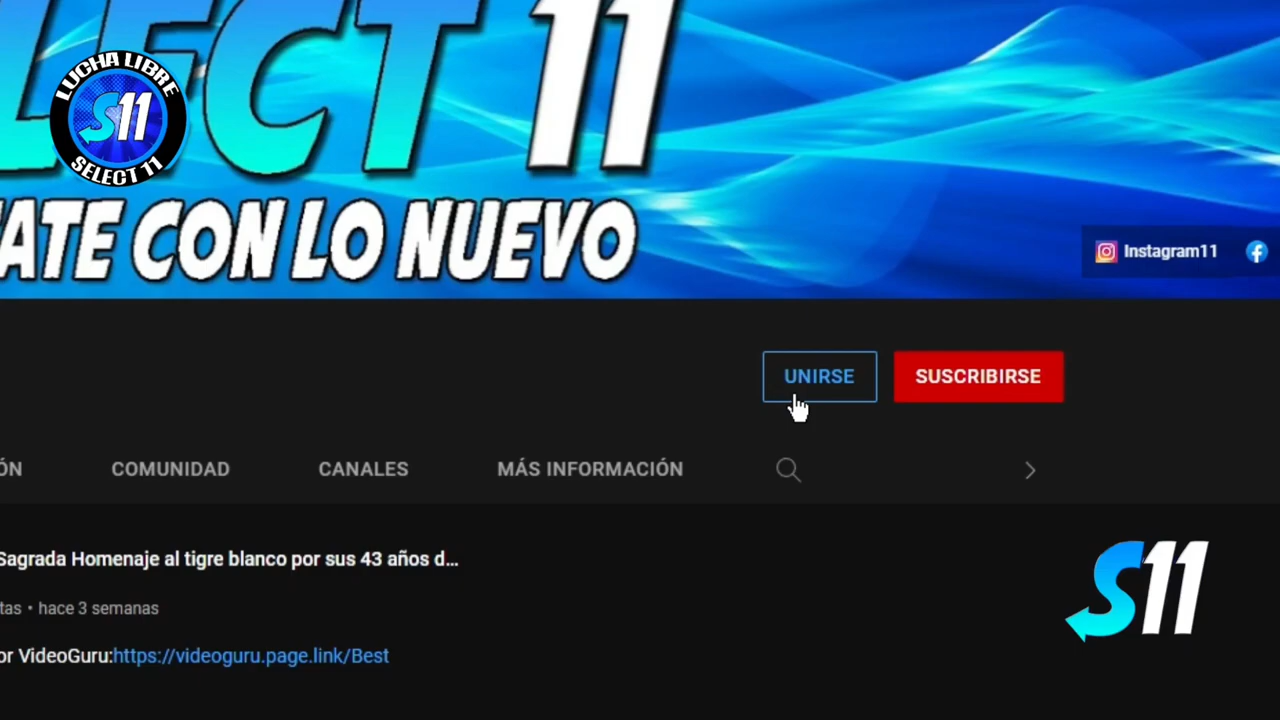 LECT 11
LUCHA LIBRE
S11
SELECT 11
ATE CON LO NUEVO
Instagram11
UNIRSE
SUSCRIBIRSE
ÓN
COMUNIDAD
CANALES
MÁS INFORMACIÓN
Sagrada Homenaje al tigre blanco por sus 43 años d...
tas • hace 3 semanas
S11
or VideoGuru:https://videoguru.page.link/Best